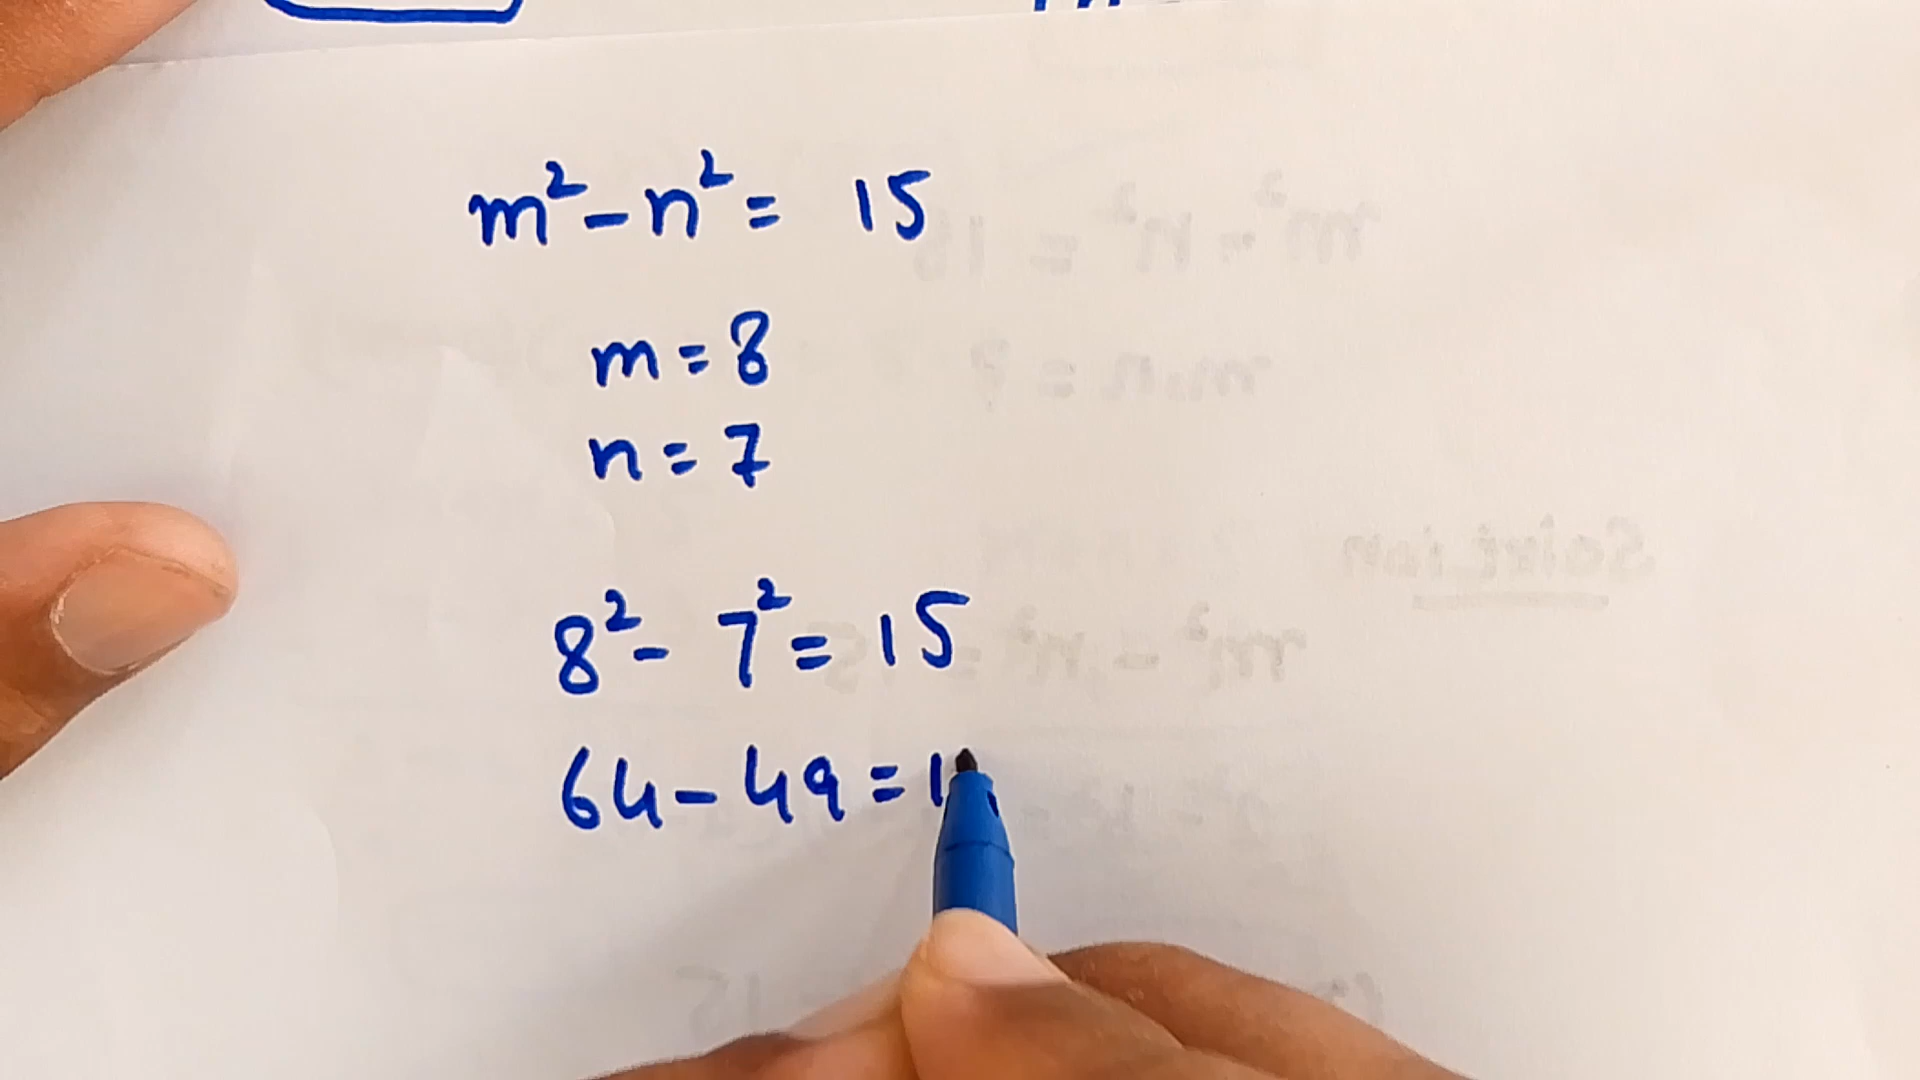 m² - n² = 15
m = 8
n = 7
8² - 7² = 15
64 - 49 = 1